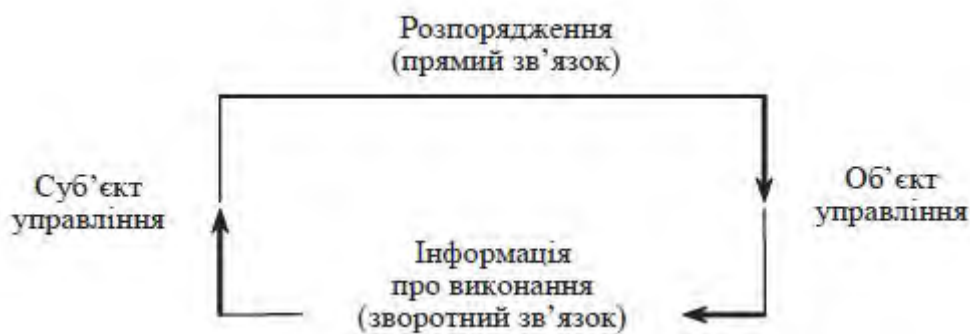 Розпорядження
(прямий зв’язок)
Суб’єкт
управління
Об’єкт
управління
Інформація
про виконання
(зворотний зв’язок)